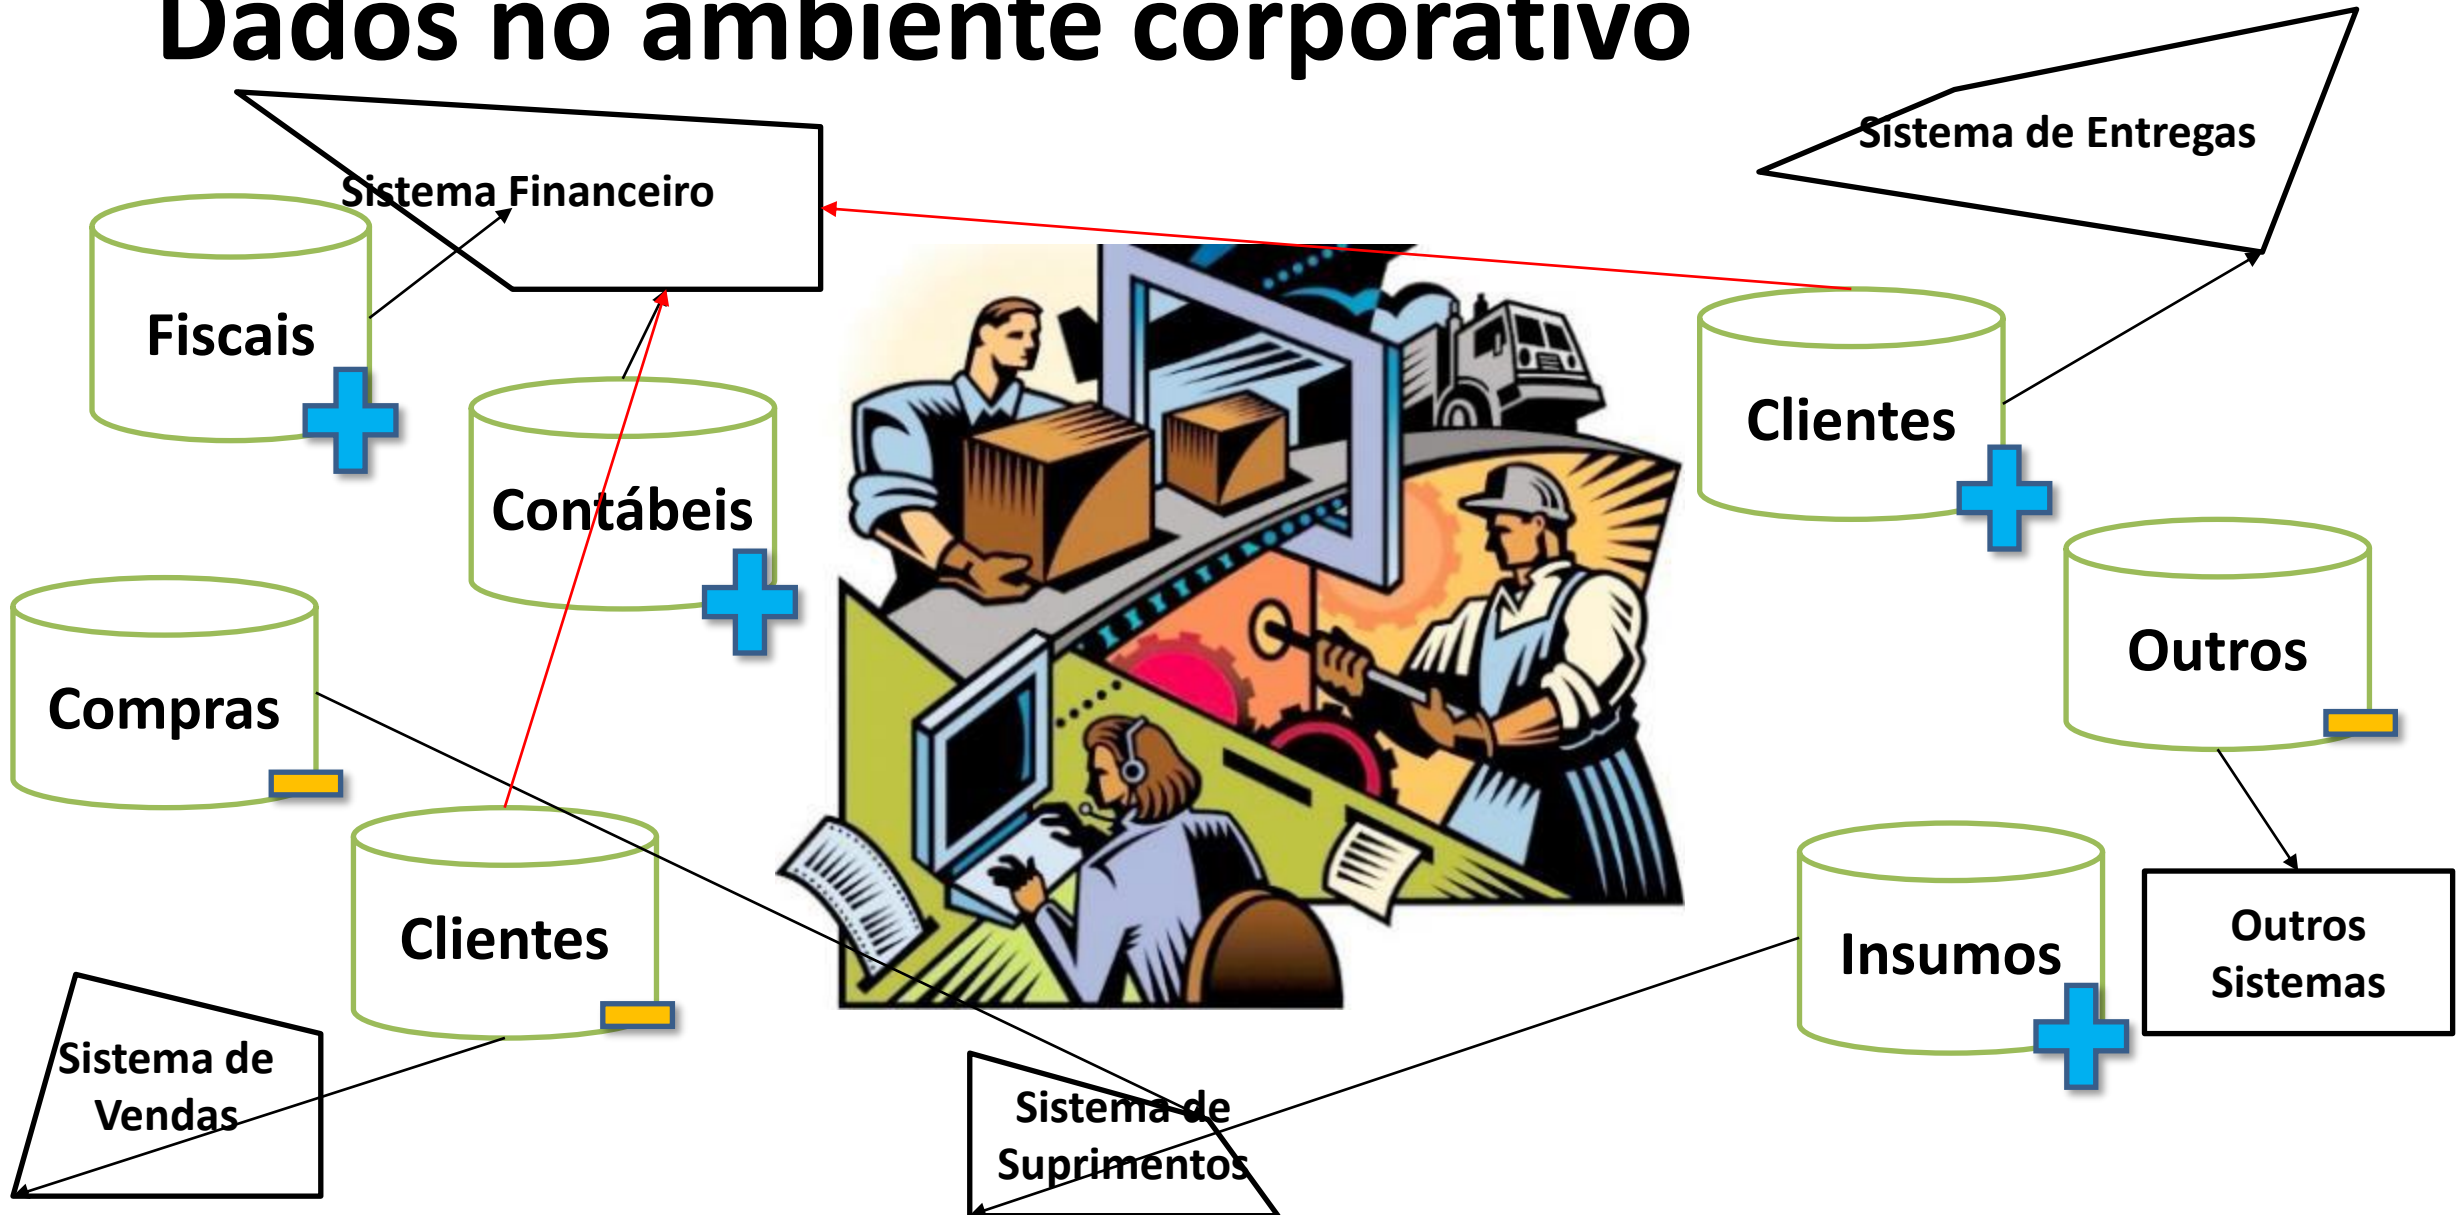 Dados no ambiente corporativo
Sistema de Entregas
Sistema Financeiro
Fiscais
Clientes
Contábeis
Outros
Compras
Clientes
Insumos
Outros
Sistemas
Sistema de
Vendas
Sistema de
Suprimentos